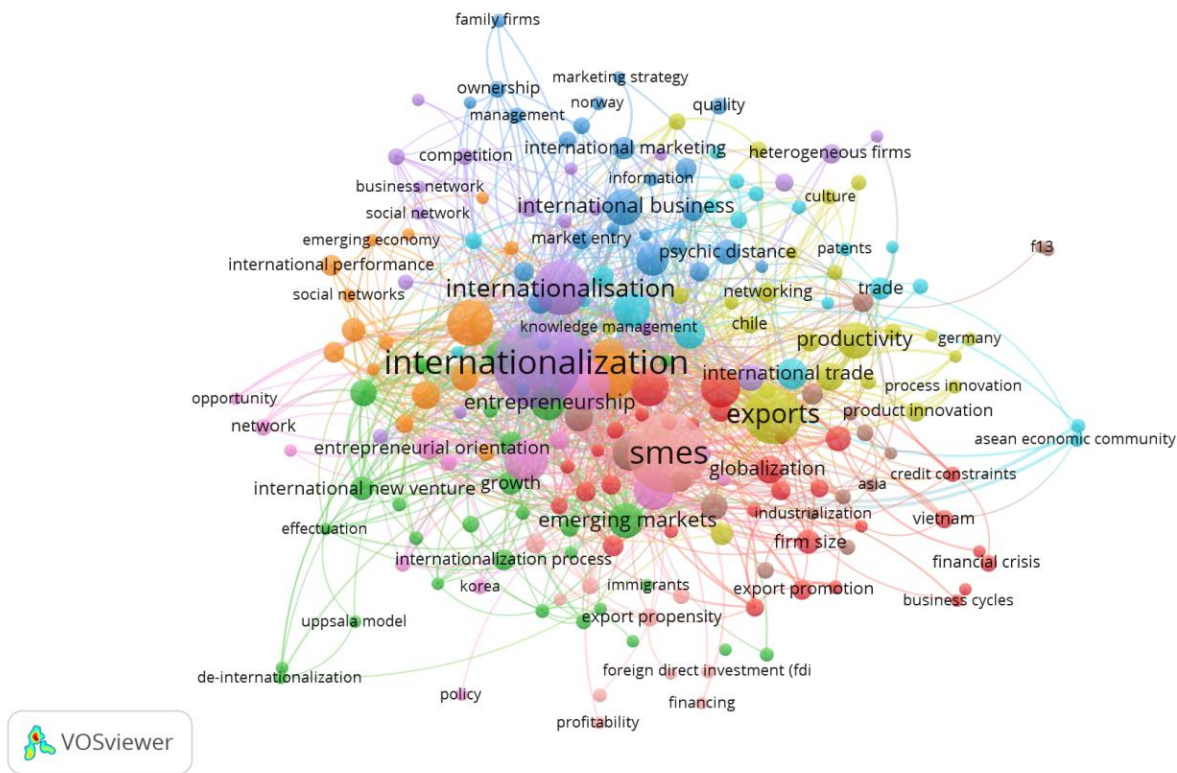 family firms
marketing strategy
ownership
norway
quality
management
international marketing
competition
heterogeneous firms
information
business network
culture
international business
social network
market entry
emerging economy
psychic distance
patents
f13
international performance
internationalisation
trade
social networks
networking
knowledge management
chile
productivity
germany
internationalization
international trade
process innovation
opportunity
entrepreneurship
exports
product innovation
network
asean economic community
entrepreneurial orientation
smes
globalization
credit constraints
international new venture
growth
asia
effectuation
emerging markets
industrialization
vietnam
firm size
internationalization process
financial crisis
korea
immigrants
export promotion
business cycles
uppsala model
export propensity
de-internationalization
foreign direct investment (fdi
policy
financing
profitability
VOSviewer